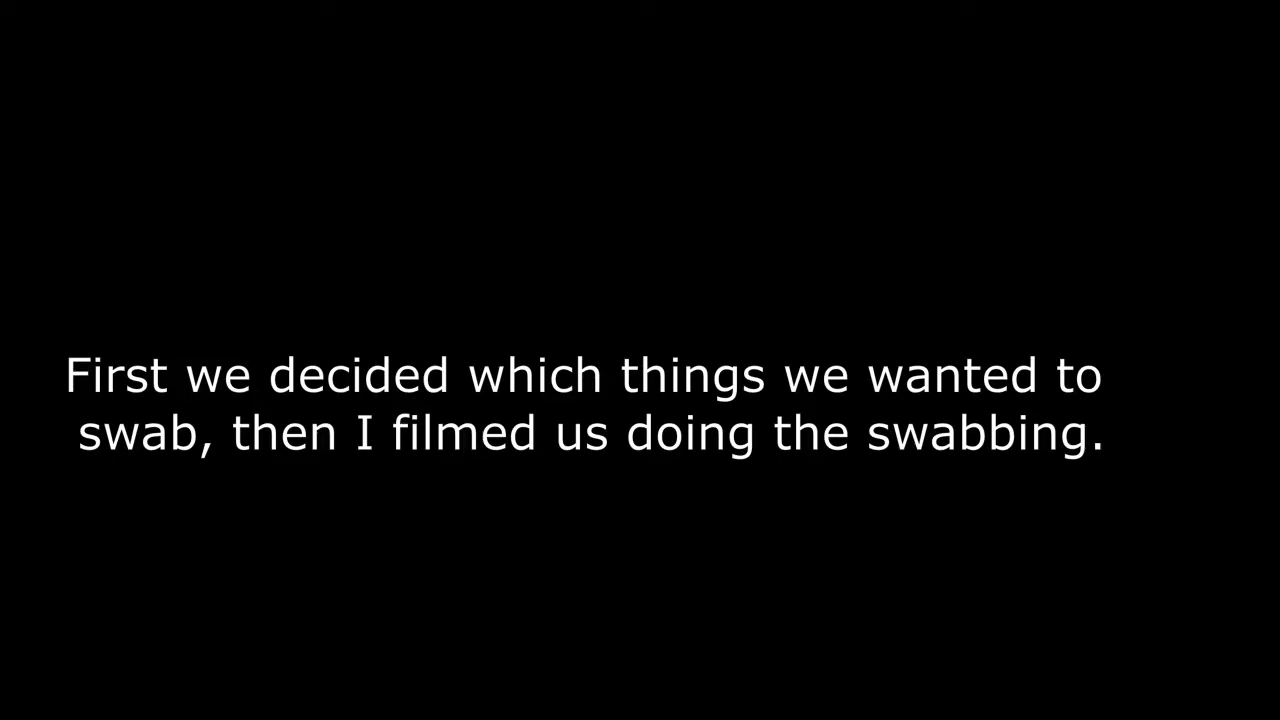 First we decided which things we wanted to
swab, then I filmed us doing the swabbing.